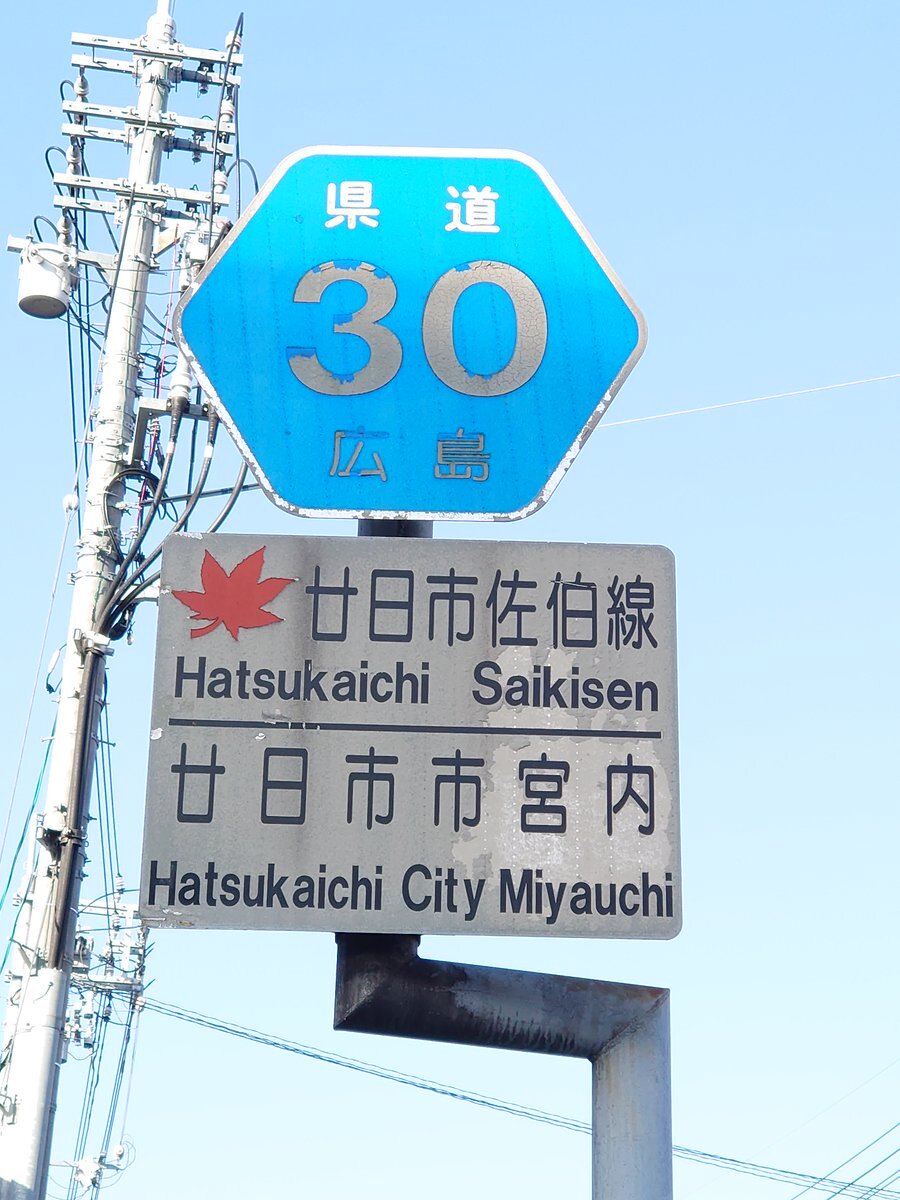 県道
30
広島
廿日市佐伯線
Hatsukaichi Saikisen
廿日市市宮内
Hatsukaichi City Miyauchi